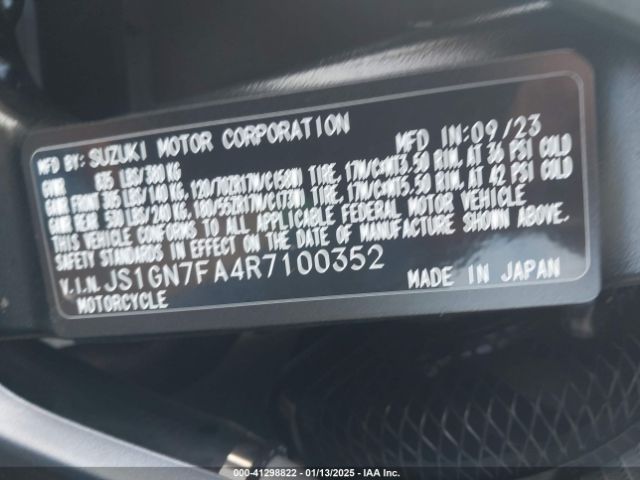 MFD BY: SUZUKI MOTOR CORPORATION MFD IN:09/23
GVWR 835 LBS/380 KG
GAWR FRONT 305 LBS/140 KG, 120/70ZR17M/C(58W) TIRE, 17M/C×MT3.50 RIM, AT 36 PSI COLD
GAWR REAR 530 LBS/240 KG, 180/55ZR17M/C(73W) TIRE, 17M/C×MT5.50 RIM, AT 42 PSI COLD
THIS VEHICLE CONFORMS TO ALL APPLICABLE FEDERAL MOTOR VEHICLE
SAFETY STANDARDS IN EFFECT ON THE DATE OF MANUFACTURE SHOWN ABOVE.
V.I.N. JS1GN7FA4R7100352
MOTORCYCLE MADE IN JAPAN
000-41298822 - 01/13/2025 - IAA Inc.